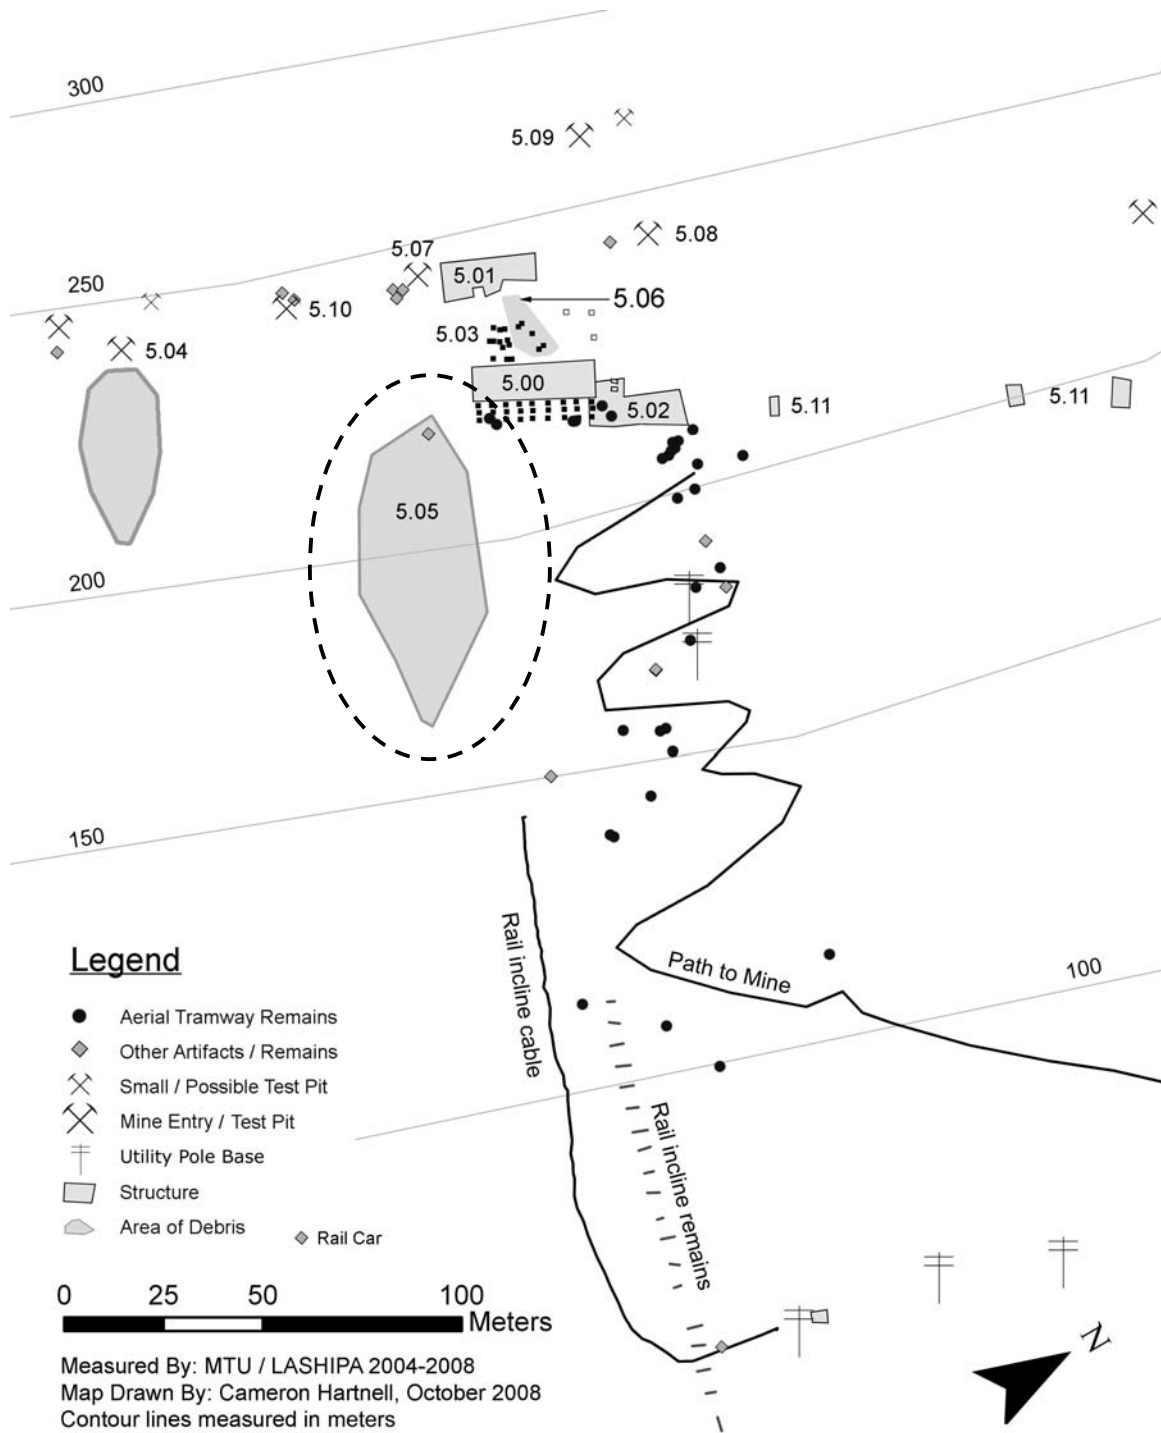 300
5.09
5.08
5.07
250
5.01
5.06
5.10
5.03
5.04
5.00
5.02
5.11
5.11
5.05
200
150
Rail incline cable
Path to Mine
100
Rail incline remains
Legend
Aerial Tramway Remains
Other Artifacts / Remains
Small / Possible Test Pit
Mine Entry / Test Pit
Utility Pole Base
Structure
Area of Debris
Rail Car
0 25 50 100
Meters
N
Measured By: MTU / LASHIPA 2004-2008
Map Drawn By: Cameron Hartnell, October 2008
Contour lines measured in meters